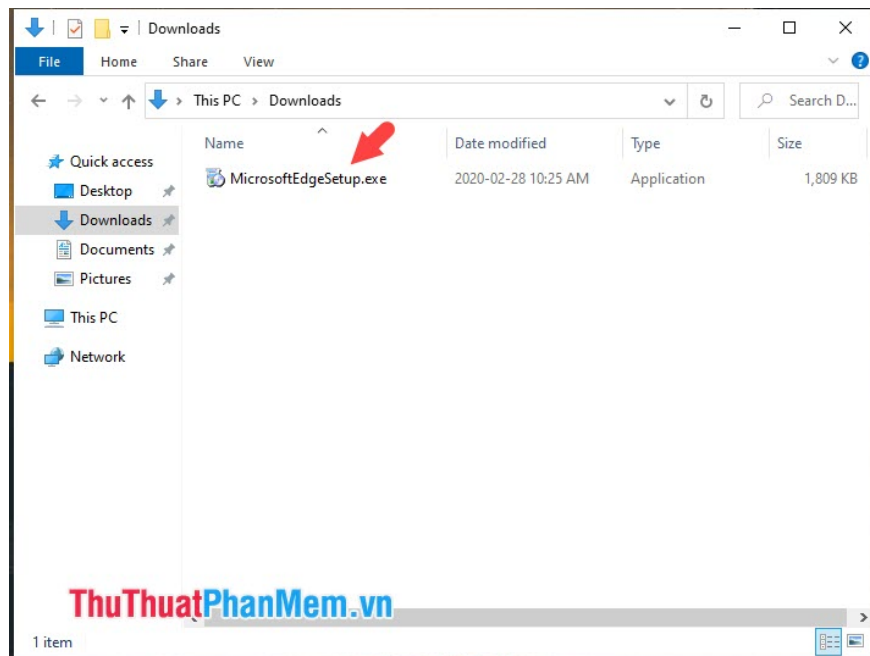 Downloads
File Home Share View
This PC > Downloads
Search D...
Name Date modified Type Size
MicrosoftEdgeSetup.exe 2020-02-28 10:25 AM Application 1,809 KB
Quick access
Desktop
Downloads
Documents
Pictures
This PC
Network
ThuThuatPhanMem.vn
1 item